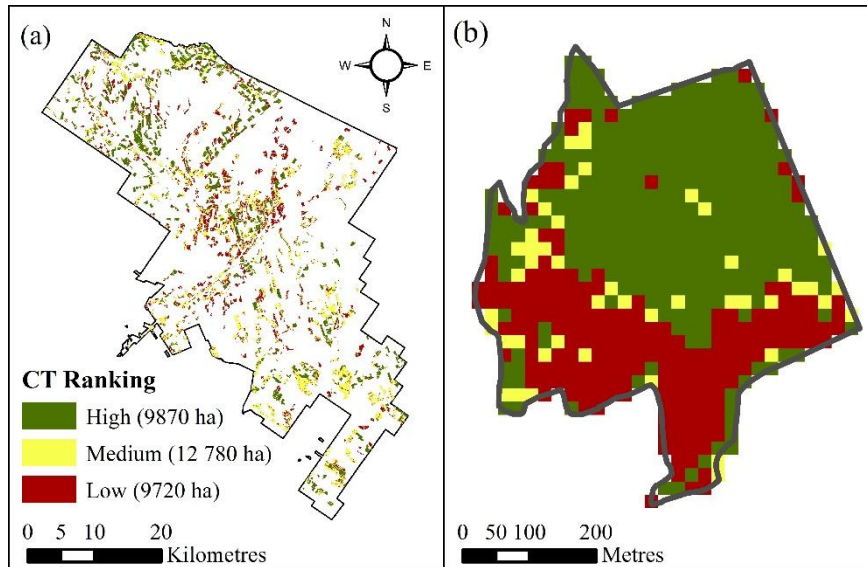 (a)
N
W E
S
CT Ranking
High (9870 ha)
Medium (12 780 ha)
Low (9720 ha)
0 5 10 20
Kilometres
(b)
0 50 100 200
Metres